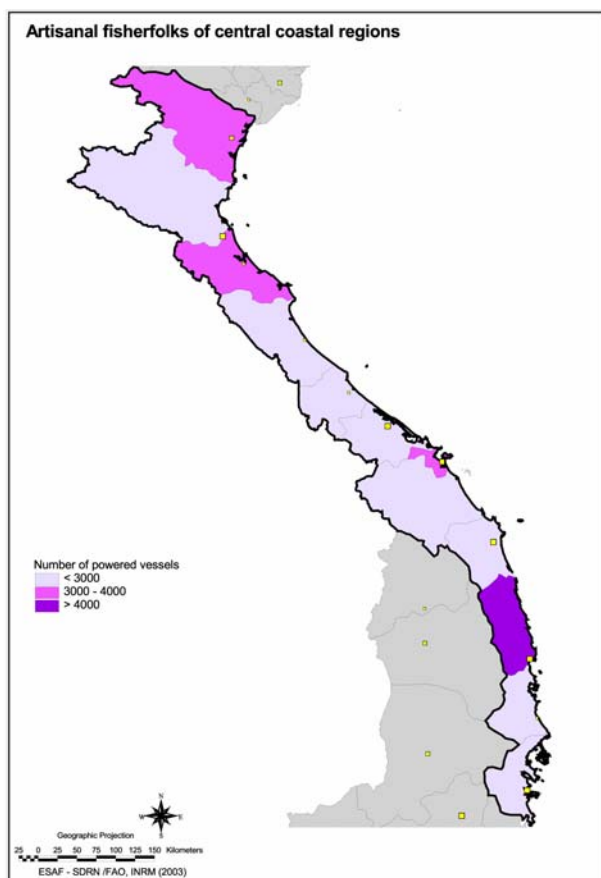 Artisanal fisherfolks of central coastal regions
Number of powered vessels
< 3000
3000 - 4000
> 4000
N
W E
S
Geographic Projection
25 0 25 50 75 100 125 150 Kilometers
ESAF - SDRN /FAO, INRM (2003)